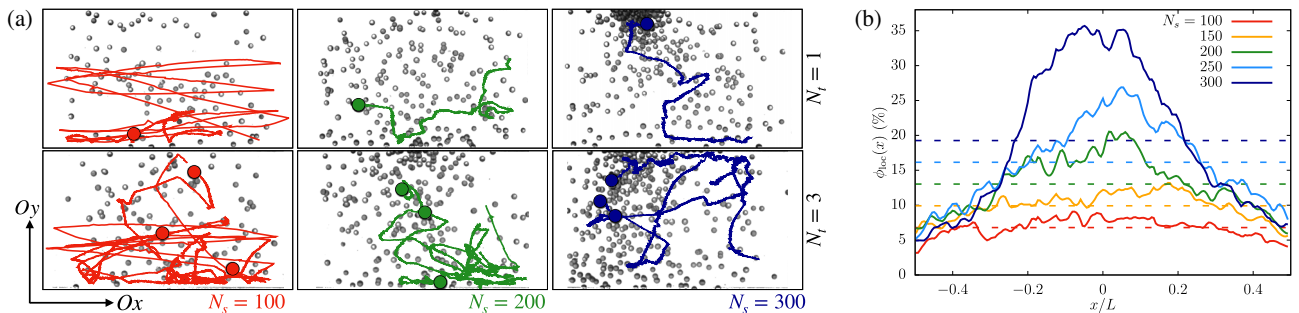 (a)
N_t = 1
N_t = 3
Oy
Ox
N_s = 100
N_s = 200
N_s = 300
(b)
ϕ_loc(x) (%)
35
30
25
20
15
10
5
0
N_s = 100
150
200
250
300
−0.4
−0.2
0
0.2
0.4
x/L